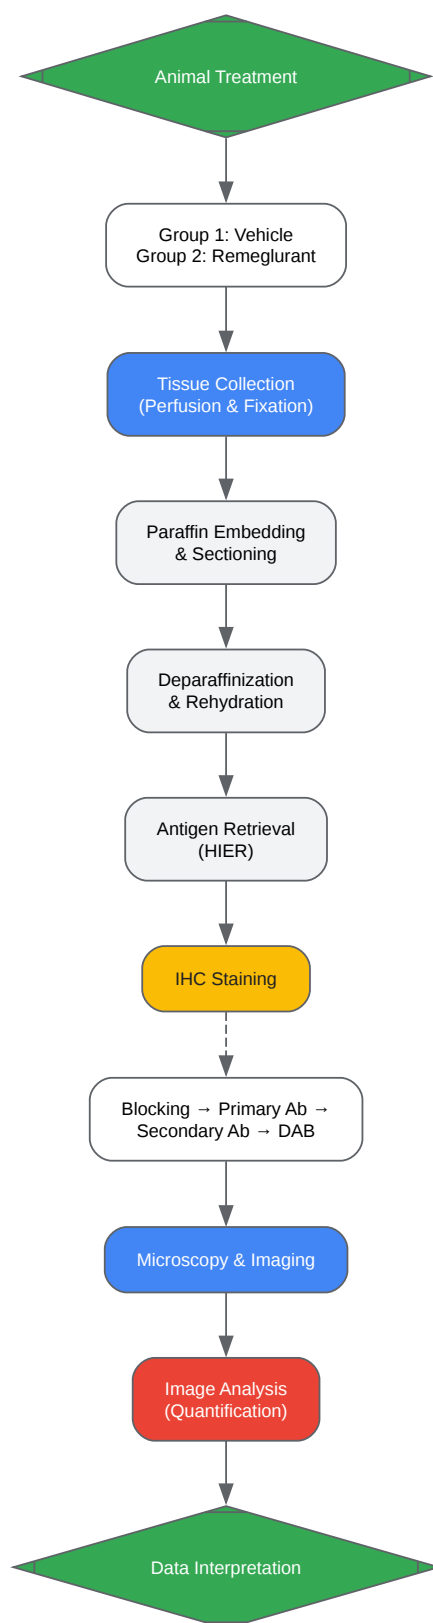 Animal Treatment
Group 1: Vehicle
Group 2: Remeglurant
Tissue Collection
(Perfusion & Fixation)
Paraffin Embedding
& Sectioning
Deparaffinization
& Rehydration
Antigen Retrieval
(HIER)
IHC Staining
Blocking → Primary Ab →
Secondary Ab → DAB
Microscopy & Imaging
Image Analysis
(Quantification)
Data Interpretation